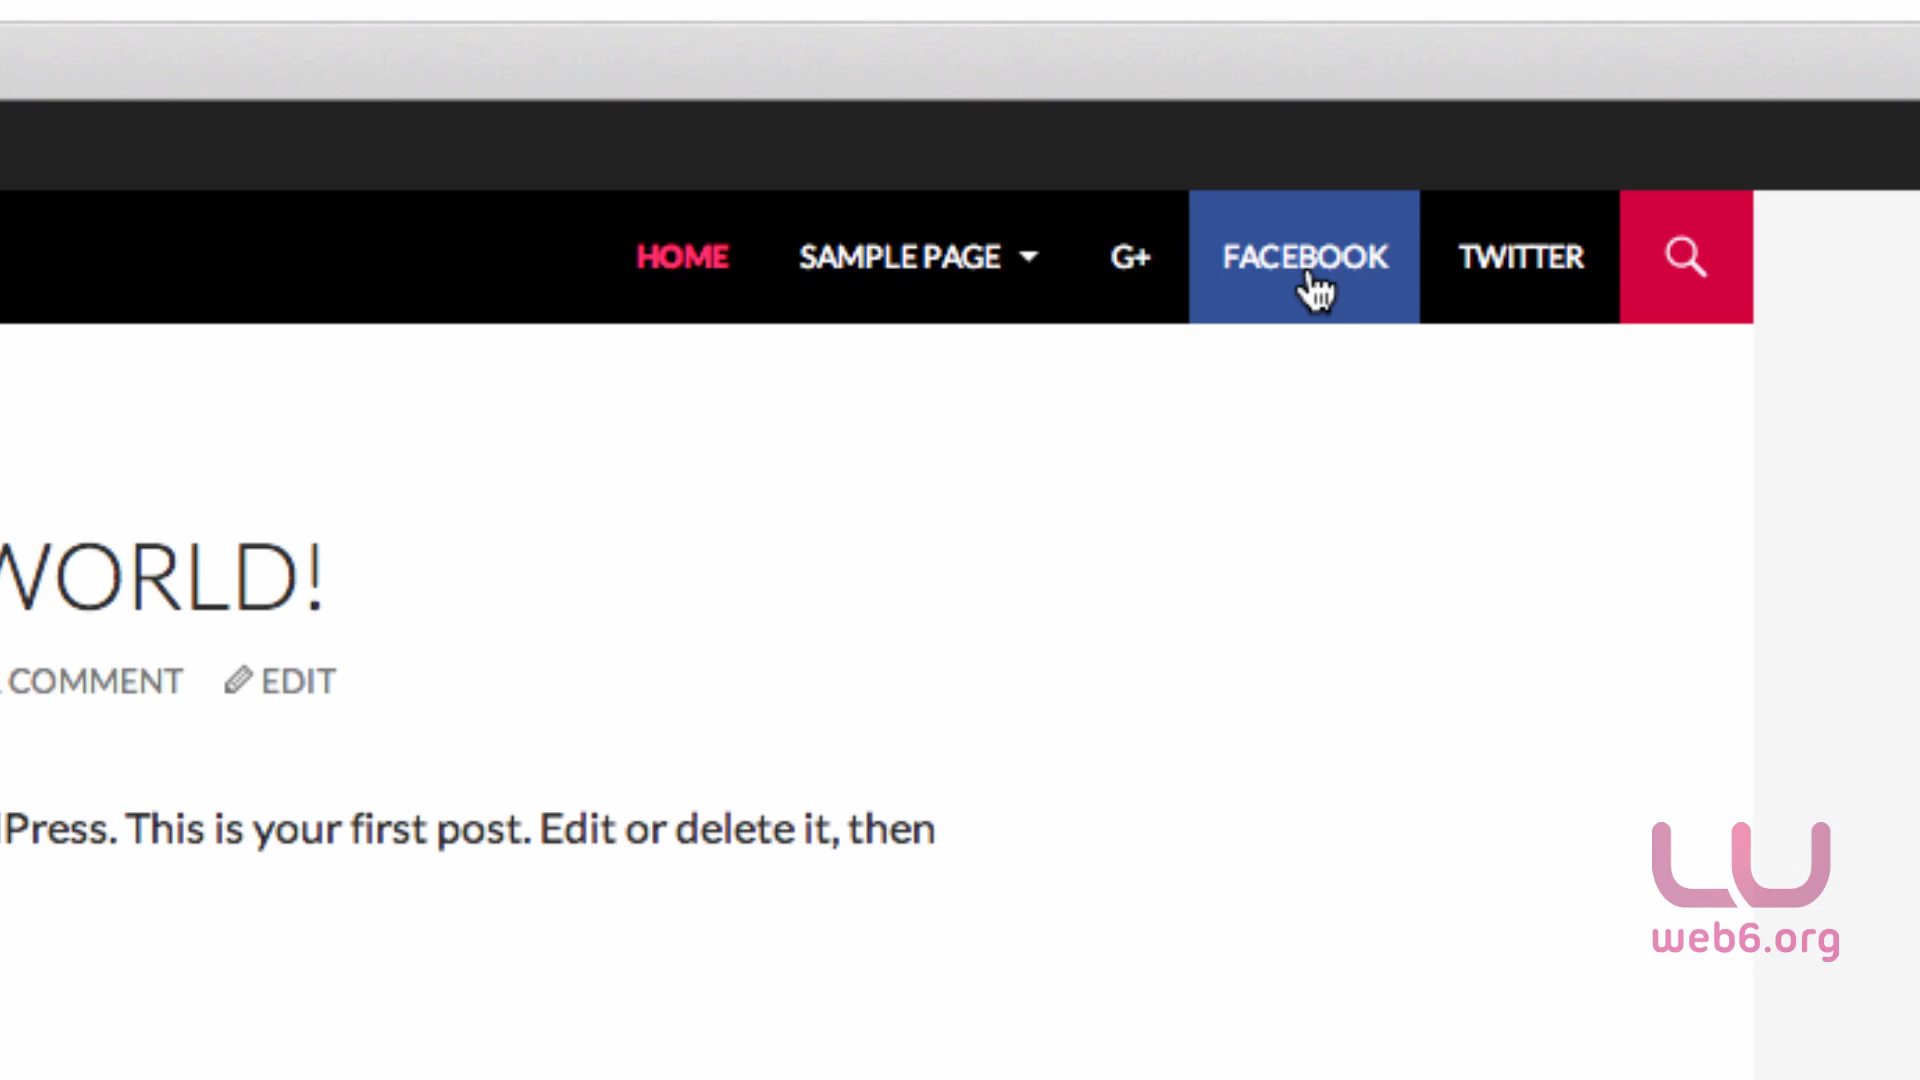 HOME SAMPLE PAGE G+ FACEBOOK TWITTER
WORLD!
COMMENT EDIT
Press. This is your first post. Edit or delete it, then
web6.org